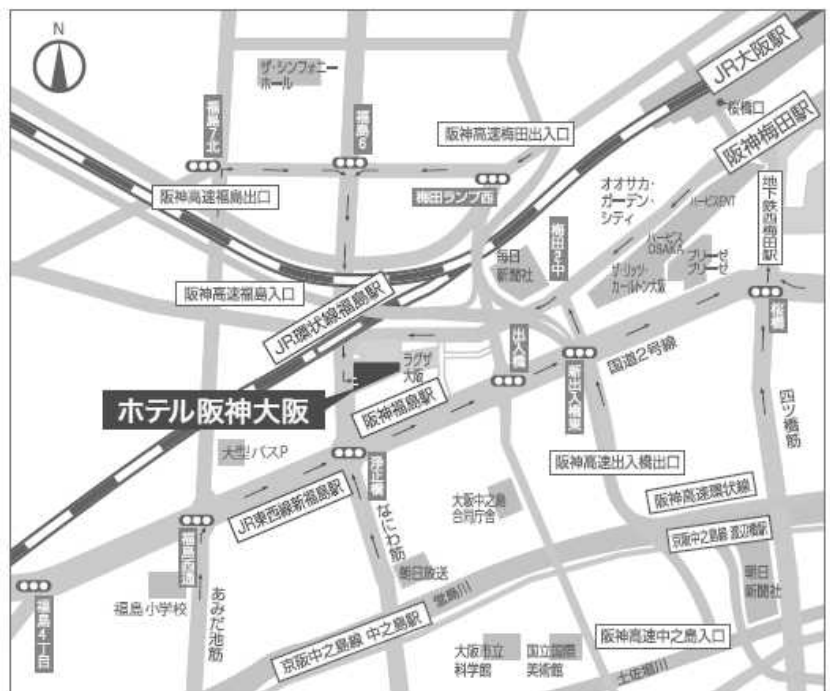 N
ザ・シンフォニー
ホール
JR大阪駅
桜橋口
阪神梅田駅
福島7北
福島6
阪神高速梅田出入口
梅田ランプ西
阪神高速福島出口
オオサカ・
ガーデン・
シティ
ハービスENT
地下鉄西梅田駅
梅田2中
ハービス
OSAKA
毎日
新聞社
ブリーゼ
ブリーゼ
ザ・リッツ・
カールトン大阪
阪神高速福島入口
JR環状線福島駅
桜橋
出入橋
国道2号線
ラグザ
大阪
新出入橋東
ホテル阪神大阪
阪神福島駅
四ツ橋筋
大型バスP
浄正橋
阪神高速出入橋出口
JR東西線新福島駅
大阪中之島
合同庁舎
阪神高速環状線
福島西通
なにわ筋
京阪中之島線 渡辺橋駅
朝日放送
堂島川
朝日
新聞社
福島4丁目
福島小学校
あみだ池筋
京阪中之島線 中之島駅
阪神高速中之島入口
大阪市立
科学館
国立国際
美術館
土佐堀川